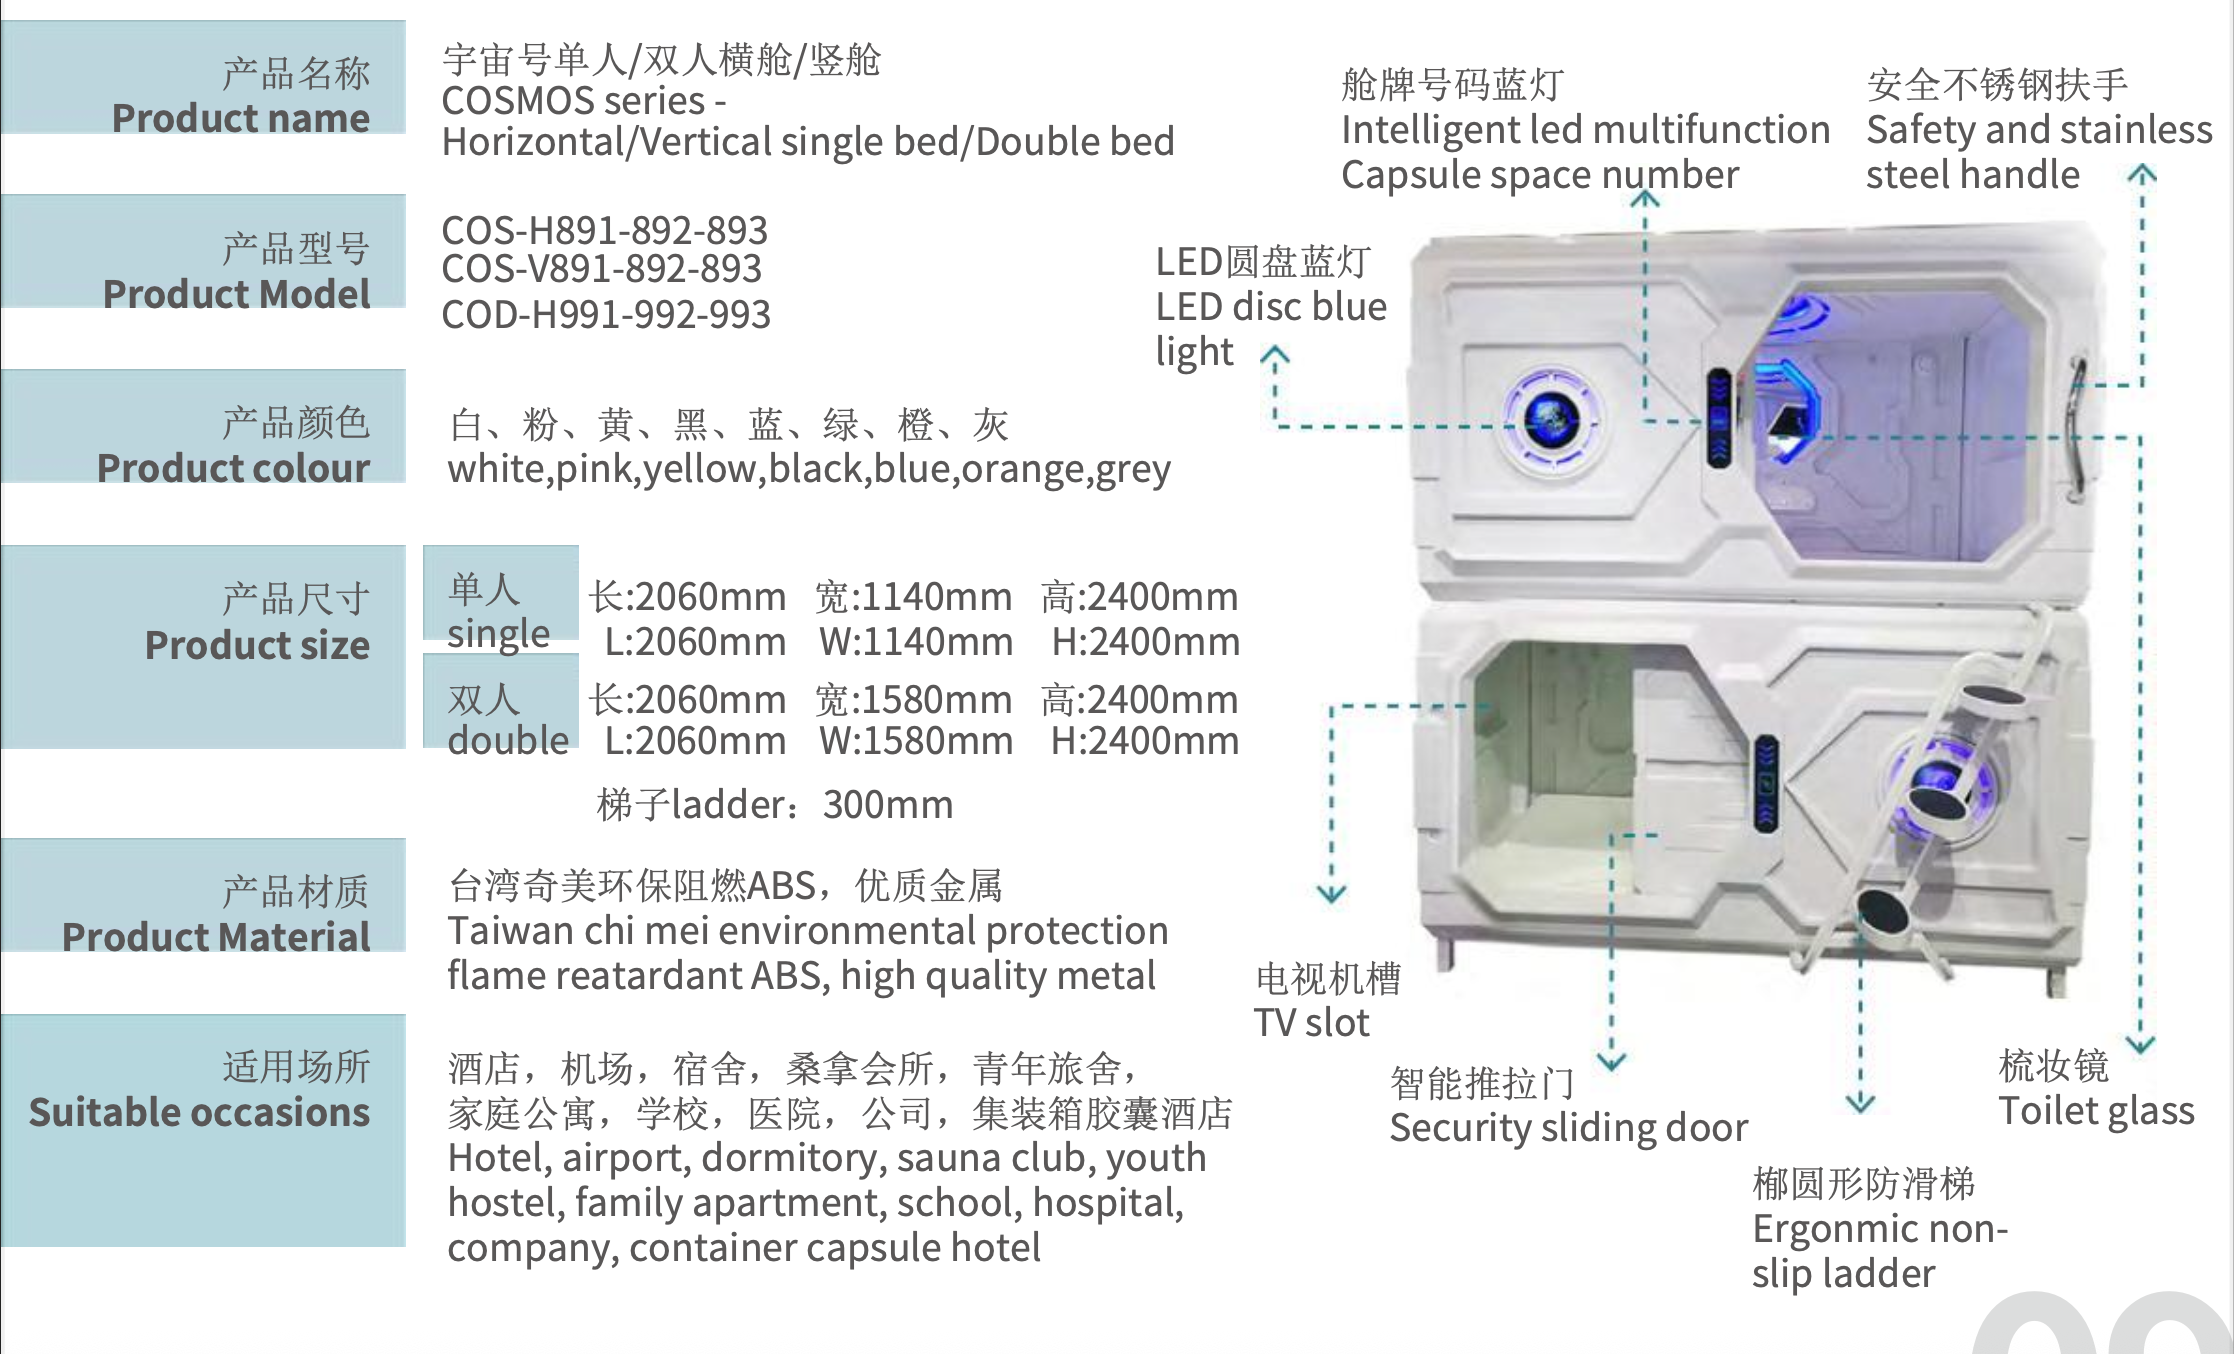 产品名称
Product name
宇宙号单人/双人横舱/竖舱
COSMOS series -
Horizontal/Vertical single bed/Double bed
产品型号
Product Model
COS-H891-892-893
COS-V891-892-893
COD-H991-992-993
产品颜色
Product colour
白、粉、黄、黑、蓝、绿、橙、灰
white,pink,yellow,black,blue,orange,grey
产品尺寸
Product size
单人
single
长:2060mm 宽:1140mm 高:2400mm
L:2060mm W:1140mm H:2400mm
双人
double
长:2060mm 宽:1580mm 高:2400mm
L:2060mm W:1580mm H:2400mm
梯子ladder：300mm
产品材质
Product Material
台湾奇美环保阻燃ABS，优质金属
Taiwan chi mei environmental protection
flame reatardant ABS, high quality metal
适用场所
Suitable occasions
酒店，机场，宿舍，桑拿会所，青年旅舍，
家庭公寓，学校，医院，公司，集装箱胶囊酒店
Hotel, airport, dormitory, sauna club, youth
hostel, family apartment, school, hospital,
company, container capsule hotel
舱牌号码蓝灯
Intelligent led multifunction
Capsule space number
安全不锈钢扶手
Safety and stainless
steel handle
LED圆盘蓝灯
LED disc blue
light
电视机槽
TV slot
智能推拉门
Security sliding door
梳妆镜
Toilet glass
椭圆形防滑梯
Ergonmic non-
slip ladder